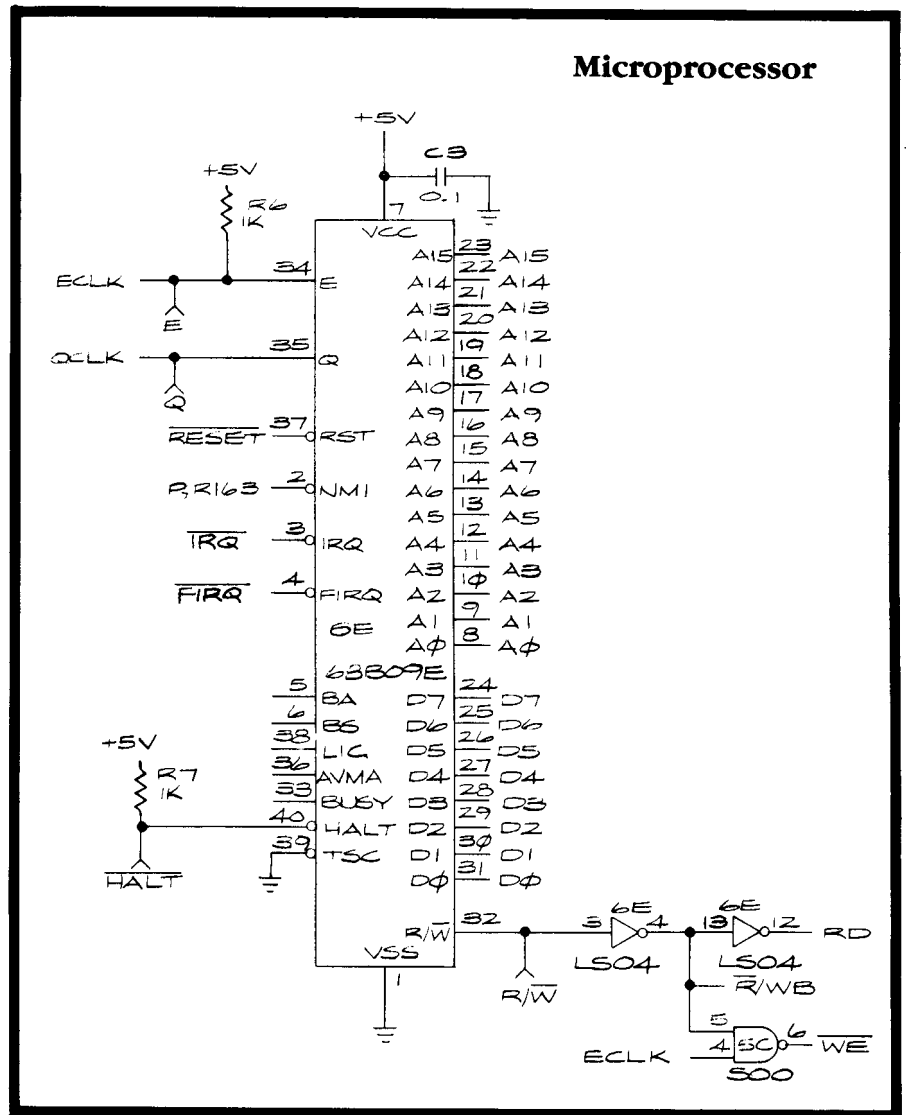 Microprocessor
+5V
C3
0.1
+5V
R6
1K
7
VCC
ECLK
34
E
E
QCLK
35
Q
Q
RESET
37
RST
P,R163
2
NMI
IRQ
3
IRQ
FIRQ
4
FIRQ
6E
63B09E
A15 23 A15
A14 22 A14
A13 21 A13
A12 20 A12
A11 19 A11
A10 18 A10
A9 17 A9
A8 16 A8
A7 15 A7
A6 14 A6
A5 13 A5
A4 12 A4
A3 11 A3
A2 10 A2
A1 9 A1
A0 8 A0
5 BA
6 BS
38 LIC
36 AVMA
33 BUSY
40 HALT
39 TSC
+5V
R7
1K
HALT
D7 24 D7
D6 25 D6
D5 26 D5
D4 27 D4
D3 28 D3
D2 29 D2
D1 30 D1
D0 31 D0
R/W 32
VSS
1
R/W
3 6E 4
LS04
13 6E 12 RD
LS04
R/WB
5
4
5C
6 WE
ECLK
S00